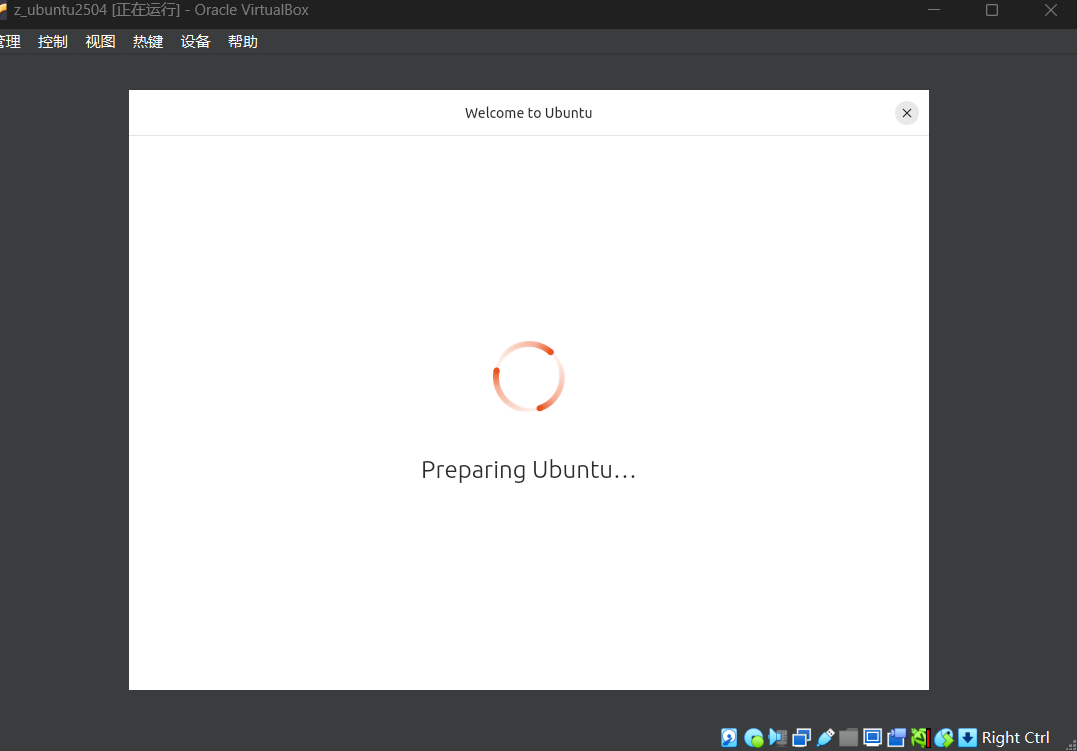 z_ubuntu2504 [正在运行] - Oracle VirtualBox
管理 控制 视图 热键 设备 帮助
Welcome to Ubuntu
Preparing Ubuntu…
Right Ctrl